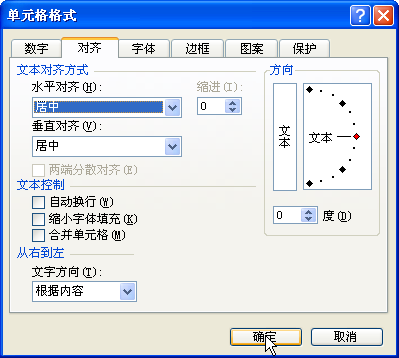 单元格格式
数字 对齐 字体 边框 图案 保护
文本对齐方式
水平对齐(H):
缩进(I):
居中
0
垂直对齐(V):
居中
两端分散对齐(E)
文本控制
自动换行(W)
缩小字体填充(K)
合并单元格(M)
从右到左
文字方向(T):
根据内容
方向
文本
文本
0 度(D)
确定 取消